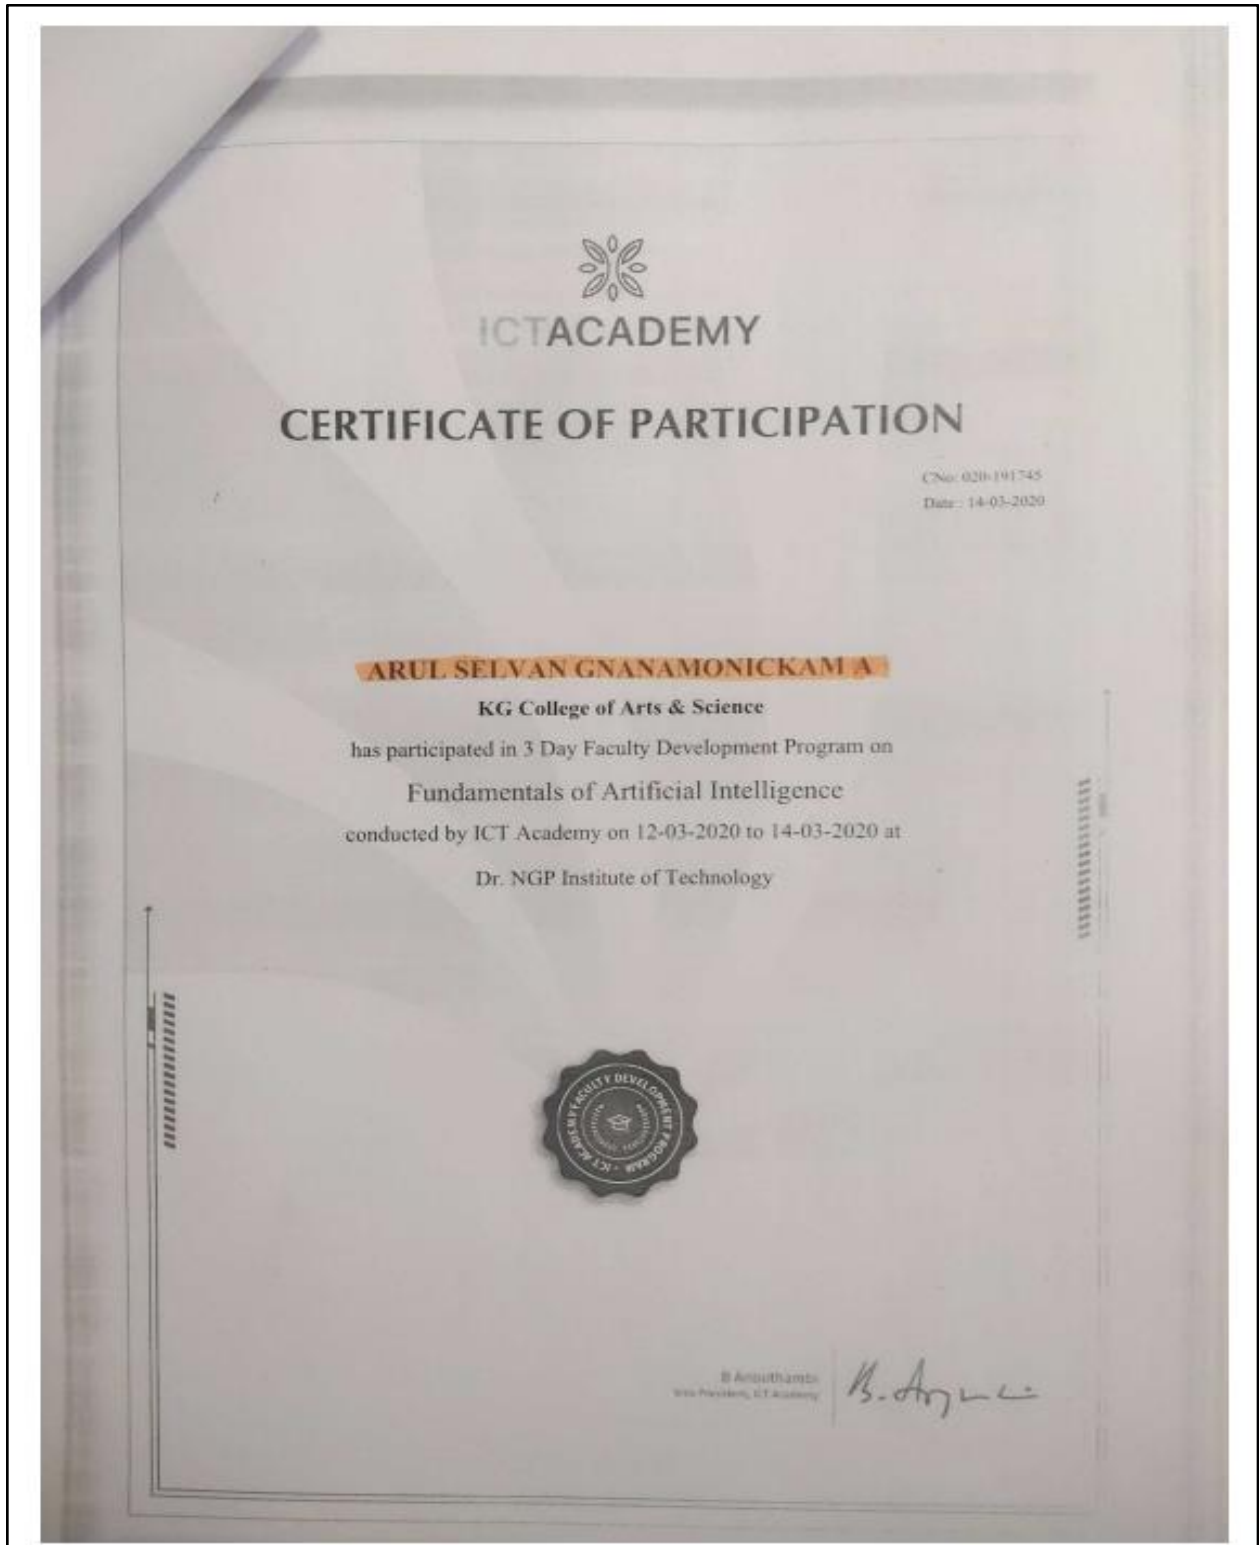 ICTACADEMY
CERTIFICATE OF PARTICIPATION
CNo: 020-191745
Date : 14-03-2020
ARUL SELVAN GNANAMONICKAM A
KG College of Arts & Science
has participated in 3 Day Faculty Development Program on
Fundamentals of Artificial Intelligence
conducted by ICT Academy on 12-03-2020 to 14-03-2020 at
Dr. NGP Institute of Technology
ICT ACADEMY FACULTY DEVELOPMENT PROGRAM
B Anbuthambi
Vice President, ICT Academy